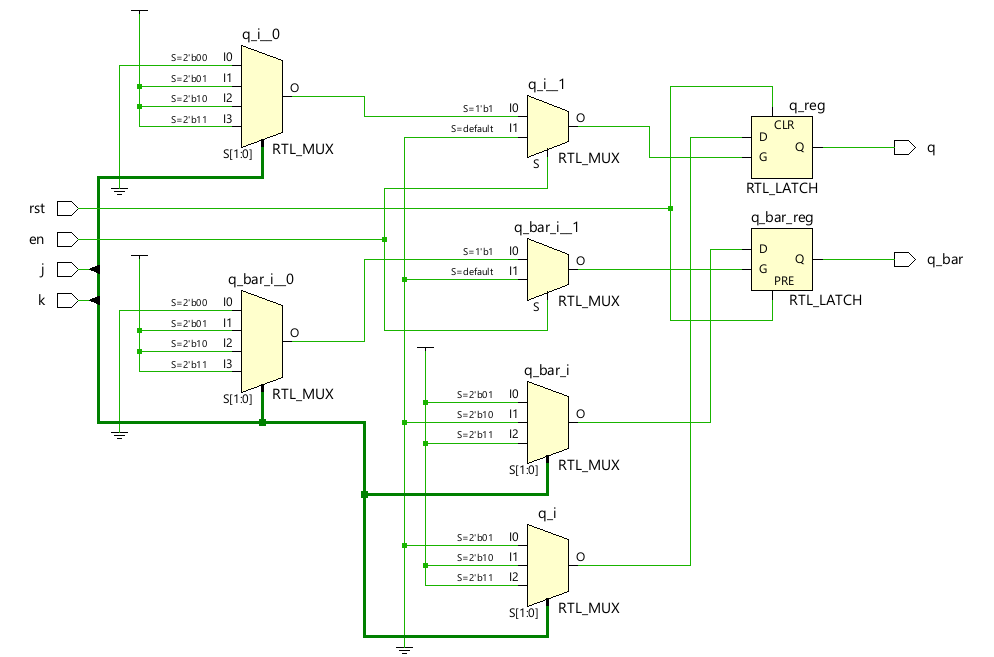 q_i__0
S=2'b00 I0
S=2'b01 I1
S=2'b10 I2
S=2'b11 I3
O
S[1:0]
RTL_MUX
q_i__1
S=1'b1 I0
S=default I1
O
S
RTL_MUX
q_reg
CLR
D
G
Q
RTL_LATCH
q
rst
en
j
k
q_bar_i__0
S=2'b00 I0
S=2'b01 I1
S=2'b10 I2
S=2'b11 I3
O
S[1:0]
RTL_MUX
q_bar_i__1
S=1'b1 I0
S=default I1
O
S
RTL_MUX
q_bar_reg
D
G
Q
PRE
RTL_LATCH
q_bar
q_bar_i
S=2'b01 I0
S=2'b10 I1
S=2'b11 I2
O
S[1:0]
RTL_MUX
q_i
S=2'b01 I0
S=2'b10 I1
S=2'b11 I2
O
S[1:0]
RTL_MUX